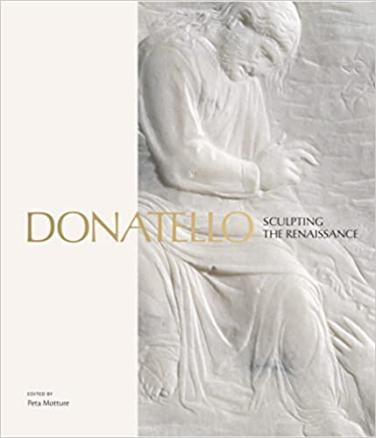 DONATELLO
SCULPTING
THE RENAISSANCE
EDITED BY
Peta Motture